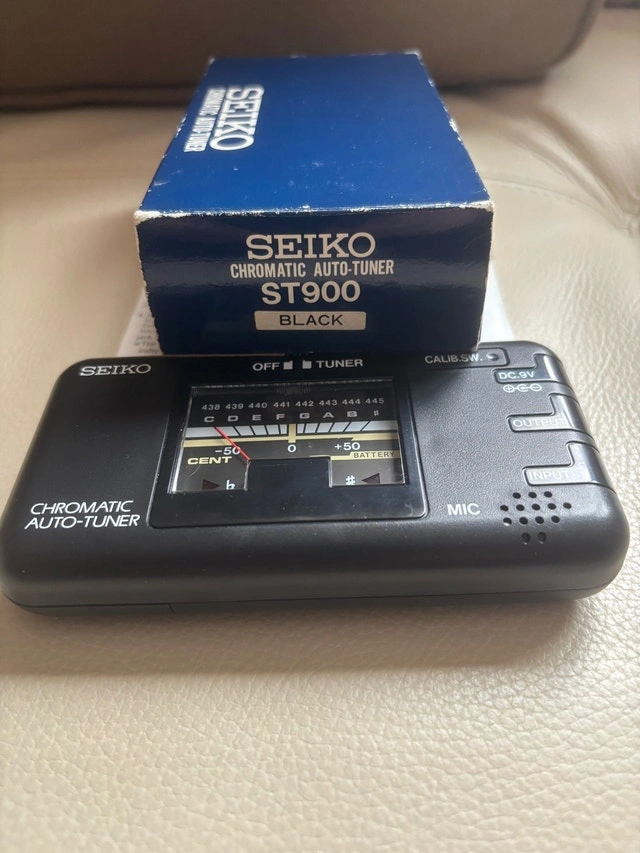 SEIKO
CHROMATIC AUTO-TUNER
SEIKO
CHROMATIC AUTO-TUNER
ST900
BLACK
SEIKO
OFF TUNER
CALIB.SW.
DC.9V
OUTPUT
INPUT
438 439 440 441 442 443 444 445
C D E F G A B #
-50 0 +50
CENT
BATTERY
♭ #
CHROMATIC
AUTO-TUNER
MIC